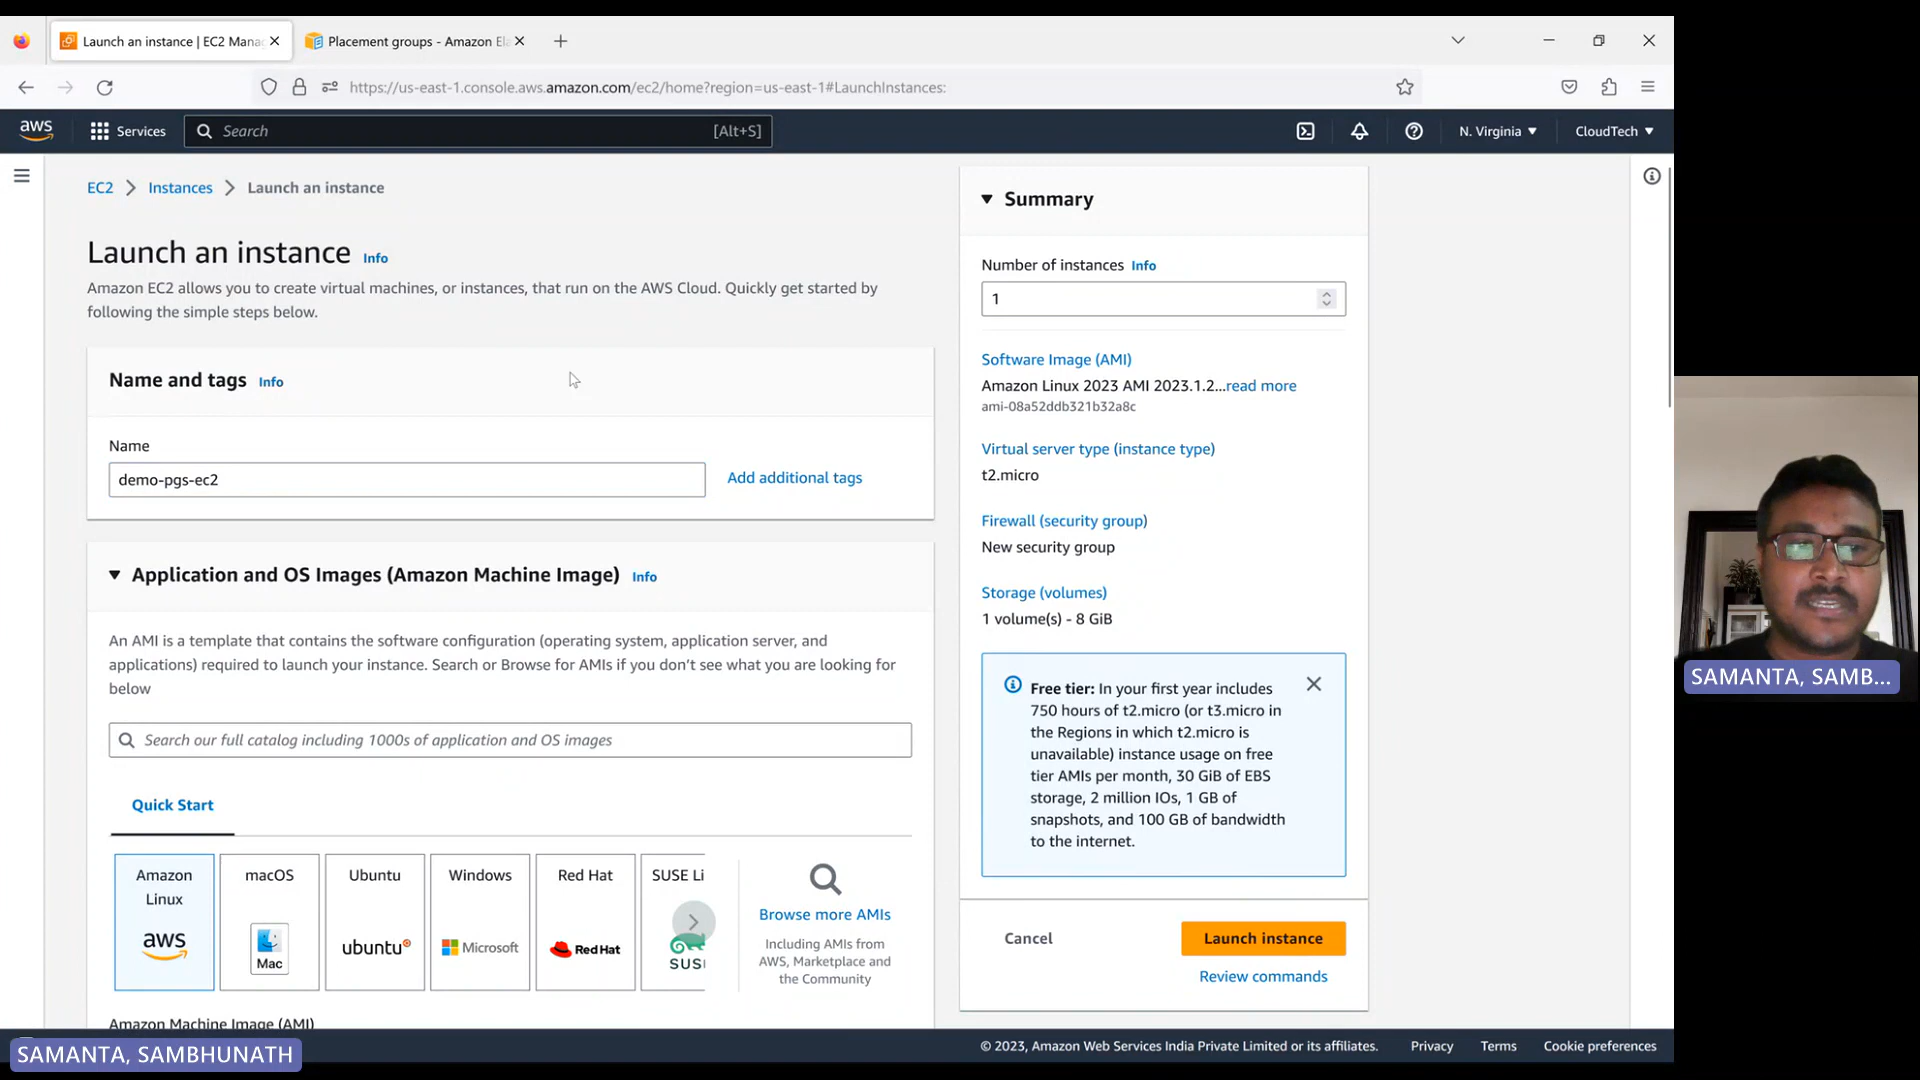 Launch an instance | EC2 Mana
Placement groups - Amazon El
https://us-east-1.console.aws.amazon.com/ec2/home?region=us-east-1#LaunchInstances:
aws
Services
Search
[Alt+S]
N. Virginia
CloudTech
EC2
Instances
Launch an instance
Launch an instance Info
Amazon EC2 allows you to create virtual machines, or instances, that run on the AWS Cloud. Quickly get started by
following the simple steps below.
Name and tags Info
Name
demo-pgs-ec2
Add additional tags
Application and OS Images (Amazon Machine Image) Info
An AMI is a template that contains the software configuration (operating system, application server, and
applications) required to launch your instance. Search or Browse for AMIs if you don't see what you are looking for
below
Search our full catalog including 1000s of application and OS images
Quick Start
Amazon
Linux
aws
macOS
Mac
Ubuntu
ubuntu
Windows
Microsoft
Red Hat
RedHat
SUSE Li
SUS
Browse more AMIs
Including AMIs from
AWS, Marketplace and
the Community
Amazon Machine Image (AMI)
Summary
Number of instances Info
1
Software Image (AMI)
Amazon Linux 2023 AMI 2023.1.2...read more
ami-08a52ddb321b32a8c
Virtual server type (instance type)
t2.micro
Firewall (security group)
New security group
Storage (volumes)
1 volume(s) - 8 GiB
Free tier: In your first year includes
750 hours of t2.micro (or t3.micro in
the Regions in which t2.micro is
unavailable) instance usage on free
tier AMIs per month, 30 GiB of EBS
storage, 2 million IOs, 1 GB of
snapshots, and 100 GB of bandwidth
to the internet.
Cancel
Launch instance
Review commands
SAMANTA, SAMB...
SAMANTA, SAMBHUNATH
© 2023, Amazon Web Services India Private Limited or its affiliates.
Privacy
Terms
Cookie preferences